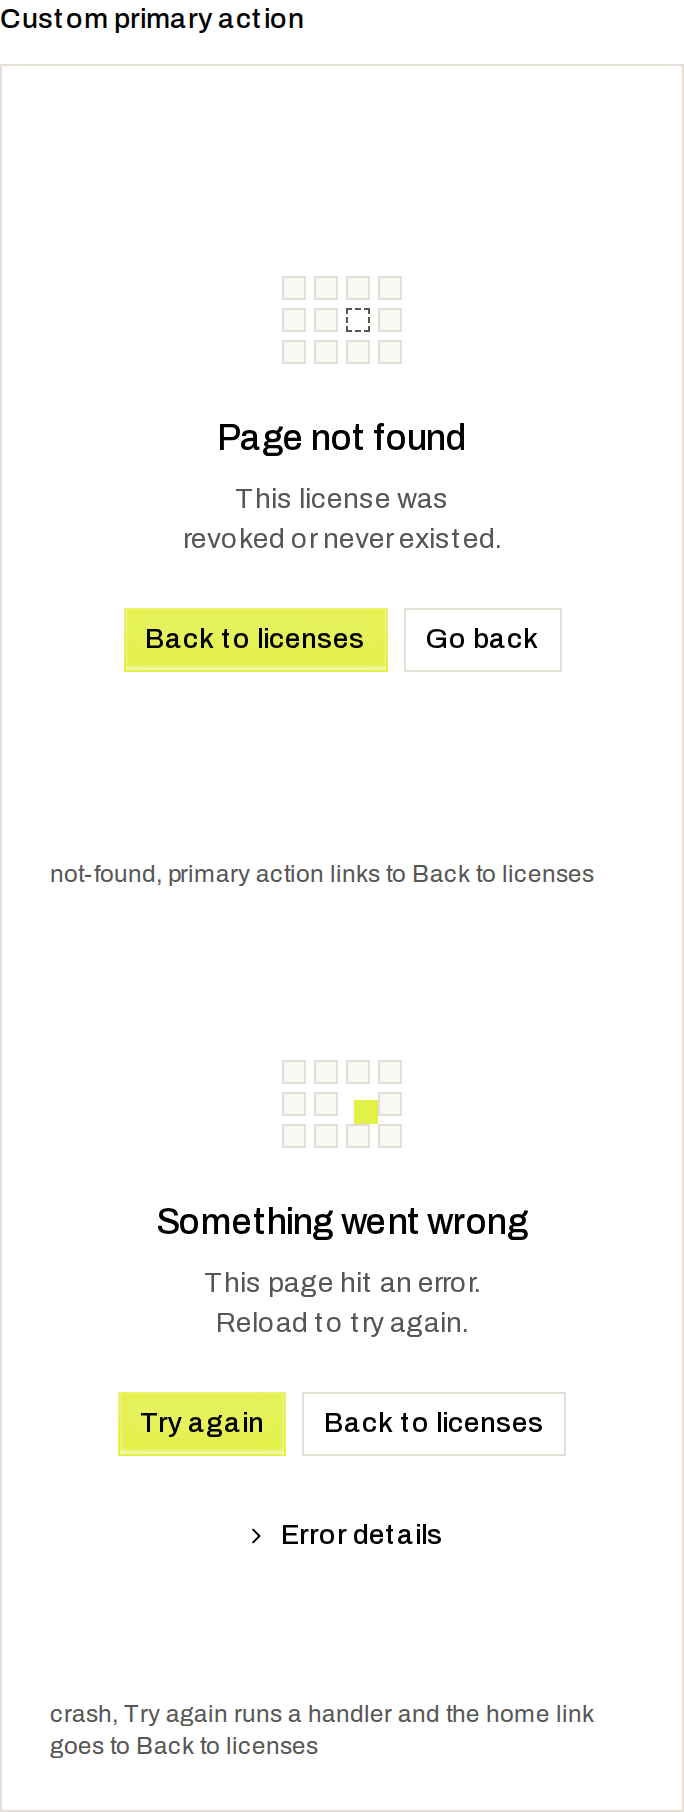 Custom primary action
Page not found
This license was
revoked or never existed.
Back to licenses
Go back
not-found, primary action links to Back to licenses
Something went wrong
This page hit an error.
Reload to try again.
Try again
Back to licenses
Error details
crash, Try again runs a handler and the home link
goes to Back to licenses